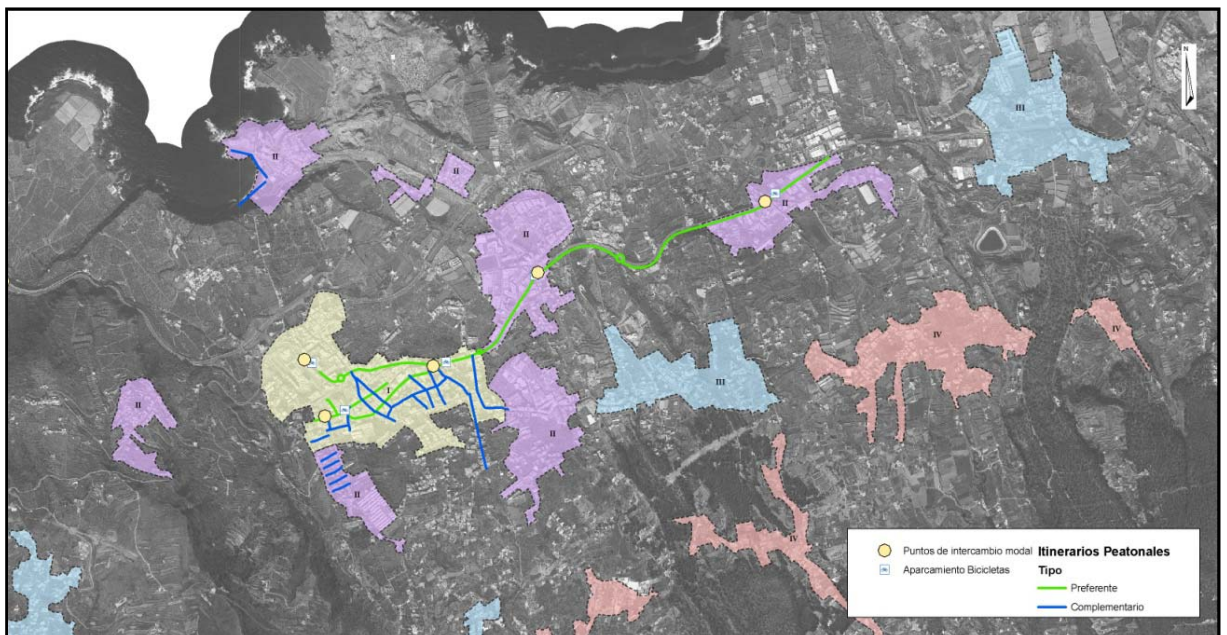 N
III
II
II
II
II
IV
IV
III
I
II
II
II
IV
Puntos de intercambio modal
Aparcamiento Bicicletas
Itinerarios Peatonales
Tipo
Preferente
Complementario